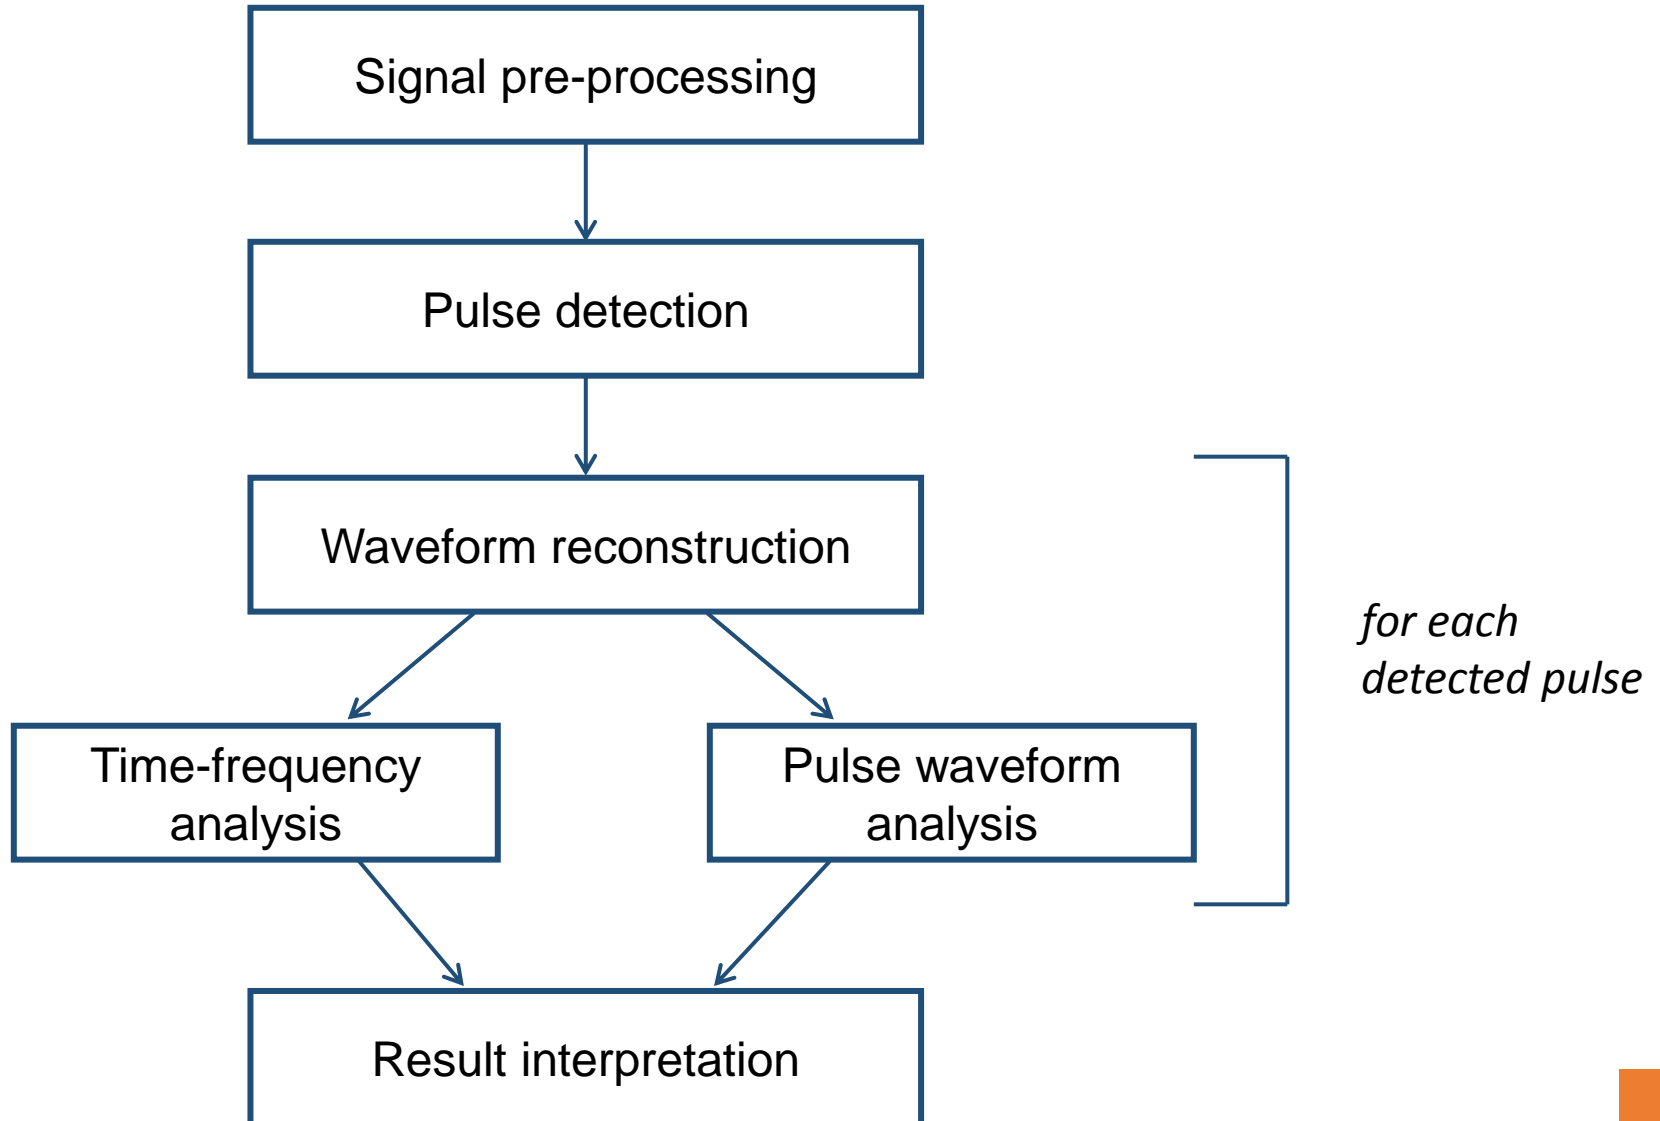 Signal pre-processing
Pulse detection
Waveform reconstruction
for each
detected pulse
Time-frequency
analysis
Pulse waveform
analysis
Result interpretation